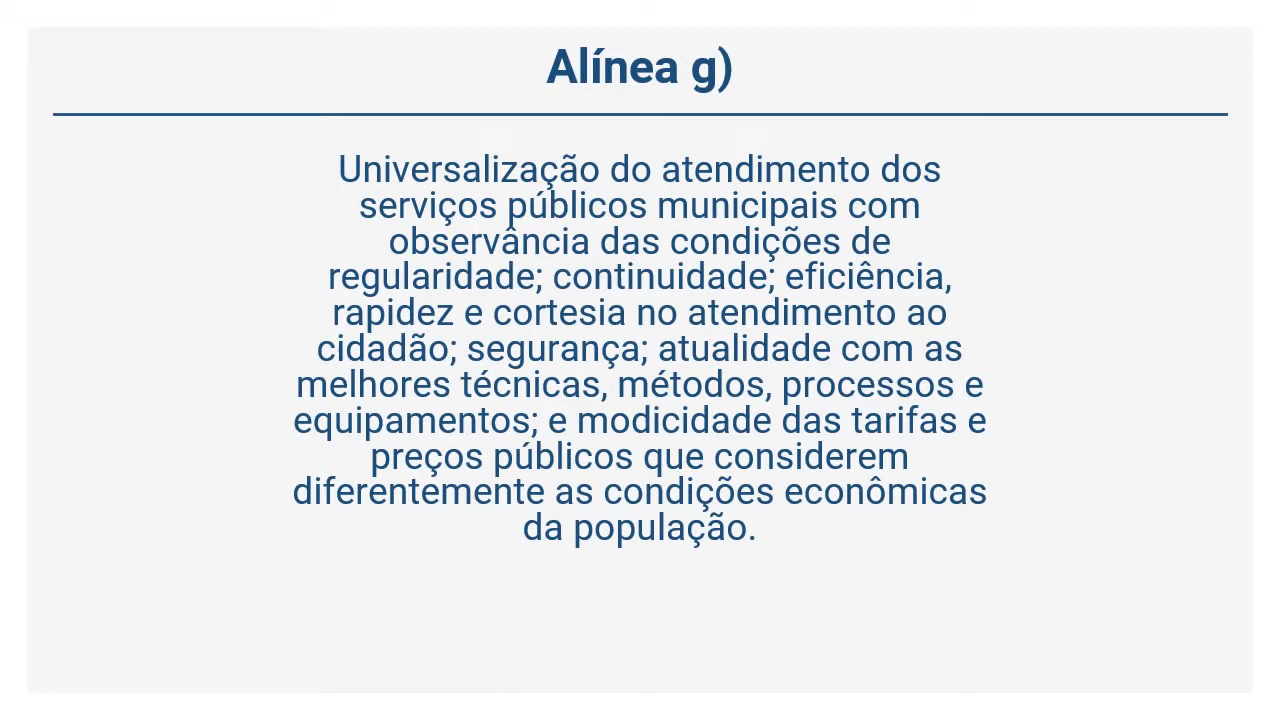 Alínea g)
Universalização do atendimento dos
serviços públicos municipais com
observância das condições de
regularidade; continuidade; eficiência,
rapidez e cortesia no atendimento ao
cidadão; segurança; atualidade com as
melhores técnicas, métodos, processos e
equipamentos; e modicidade das tarifas e
preços públicos que considerem
diferentemente as condições econômicas
da população.